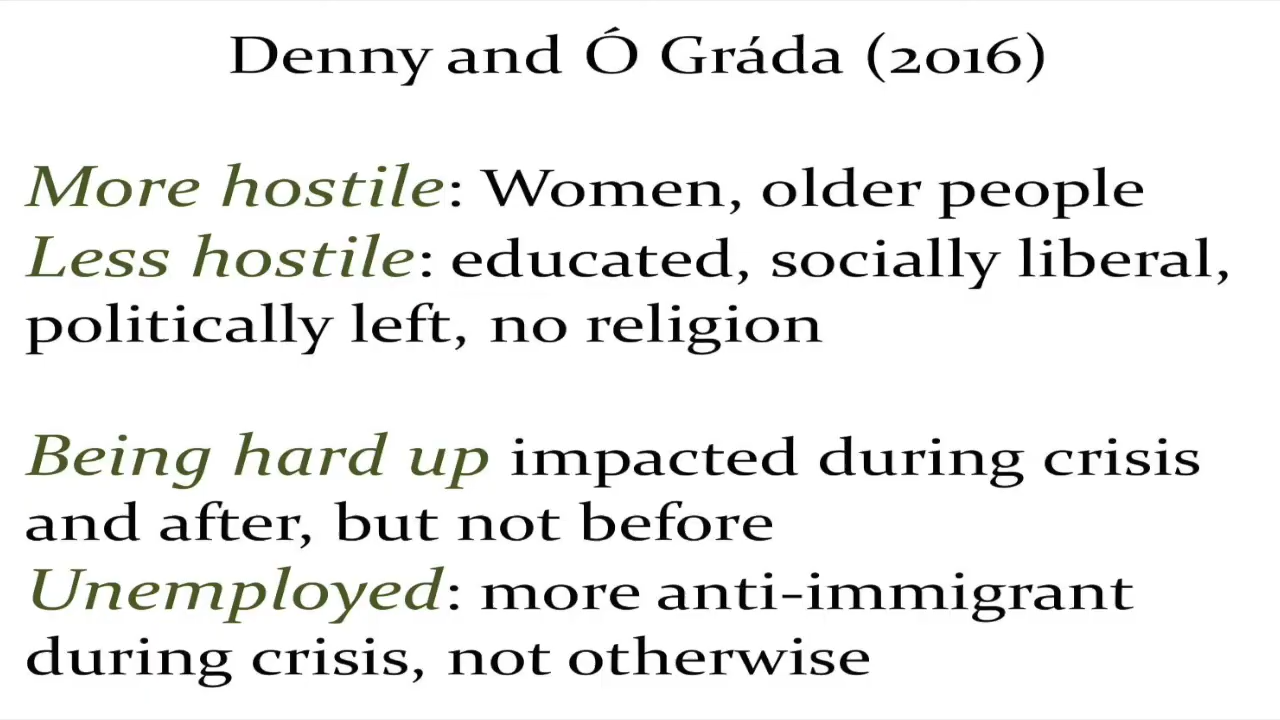 Denny and Ó Gráda (2016)
More hostile: Women, older people
Less hostile: educated, socially liberal,
politically left, no religion
Being hard up impacted during crisis
and after, but not before
Unemployed: more anti-immigrant
during crisis, not otherwise